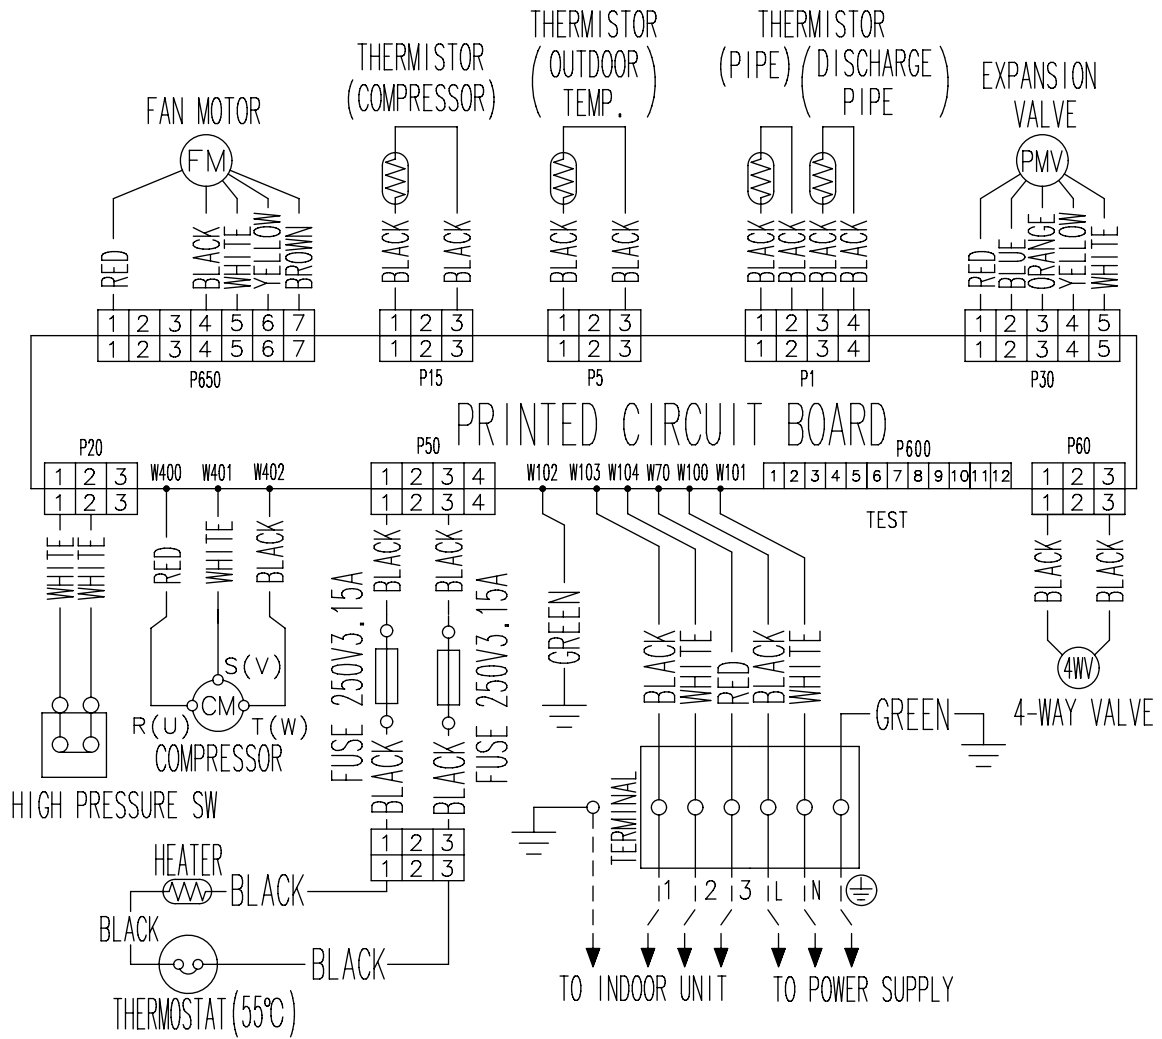 THERMISTOR
(COMPRESSOR)
THERMISTOR
(OUTDOOR
TEMP.)
THERMISTOR
(PIPE) (DISCHARGE
PIPE)
EXPANSION
VALVE
FAN MOTOR
FM
PMV
RED
BLACK
WHITE
YELLOW
BROWN
BLACK
BLACK
BLACK
BLACK
BLACK
BLACK
BLACK
BLACK
RED
BLUE
ORANGE
YELLOW
WHITE
1 2 3 4 5 6 7
1 2 3 4 5 6 7
P650
1 2 3
1 2 3
P15
1 2 3
1 2 3
P5
1 2 3 4
1 2 3 4
P1
1 2 3 4 5
1 2 3 4 5
P30
PRINTED CIRCUIT BOARD
P20
1 2 3
1 2 3
W400 W401 W402
P50
1 2 3 4
1 2 3 4
W102 W103 W104 W70 W100 W101
P600
1 2 3 4 5 6 7 8 9 10 11 12
TEST
P60
1 2 3
1 2 3
WHITE
WHITE
RED
WHITE
BLACK
BLACK
BLACK
FUSE 250V3.15A
FUSE 250V3.15A
BLACK
BLACK
GREEN
BLACK
WHITE
RED
BLACK
WHITE
BLACK
BLACK
4WV
4-WAY VALVE
GREEN
S(V)
CM
R(U) T(W)
COMPRESSOR
HIGH PRESSURE SW
1 2 3
1 2 3
TERMINAL
1 2 3 L N
HEATER
BLACK
BLACK
BLACK
THERMOSTAT(55℃)
TO INDOOR UNIT
TO POWER SUPPLY